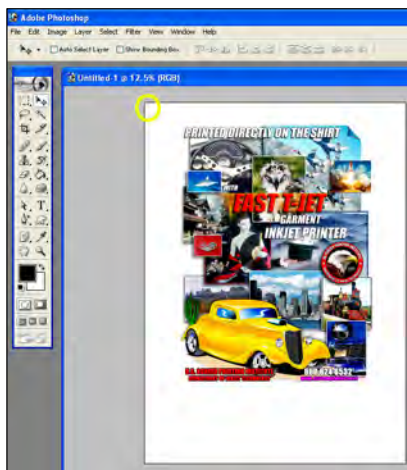 Adobe Photoshop
File Edit Image Layer Select Filter View Window Help
Auto Select Layer Show Bounding Box
Untitled-1 @ 12.5% (RGB)
PRINTED DIRECTLY ON THE SHIRT
WITH
FAST T-JET
GARMENT
INKJET PRINTER